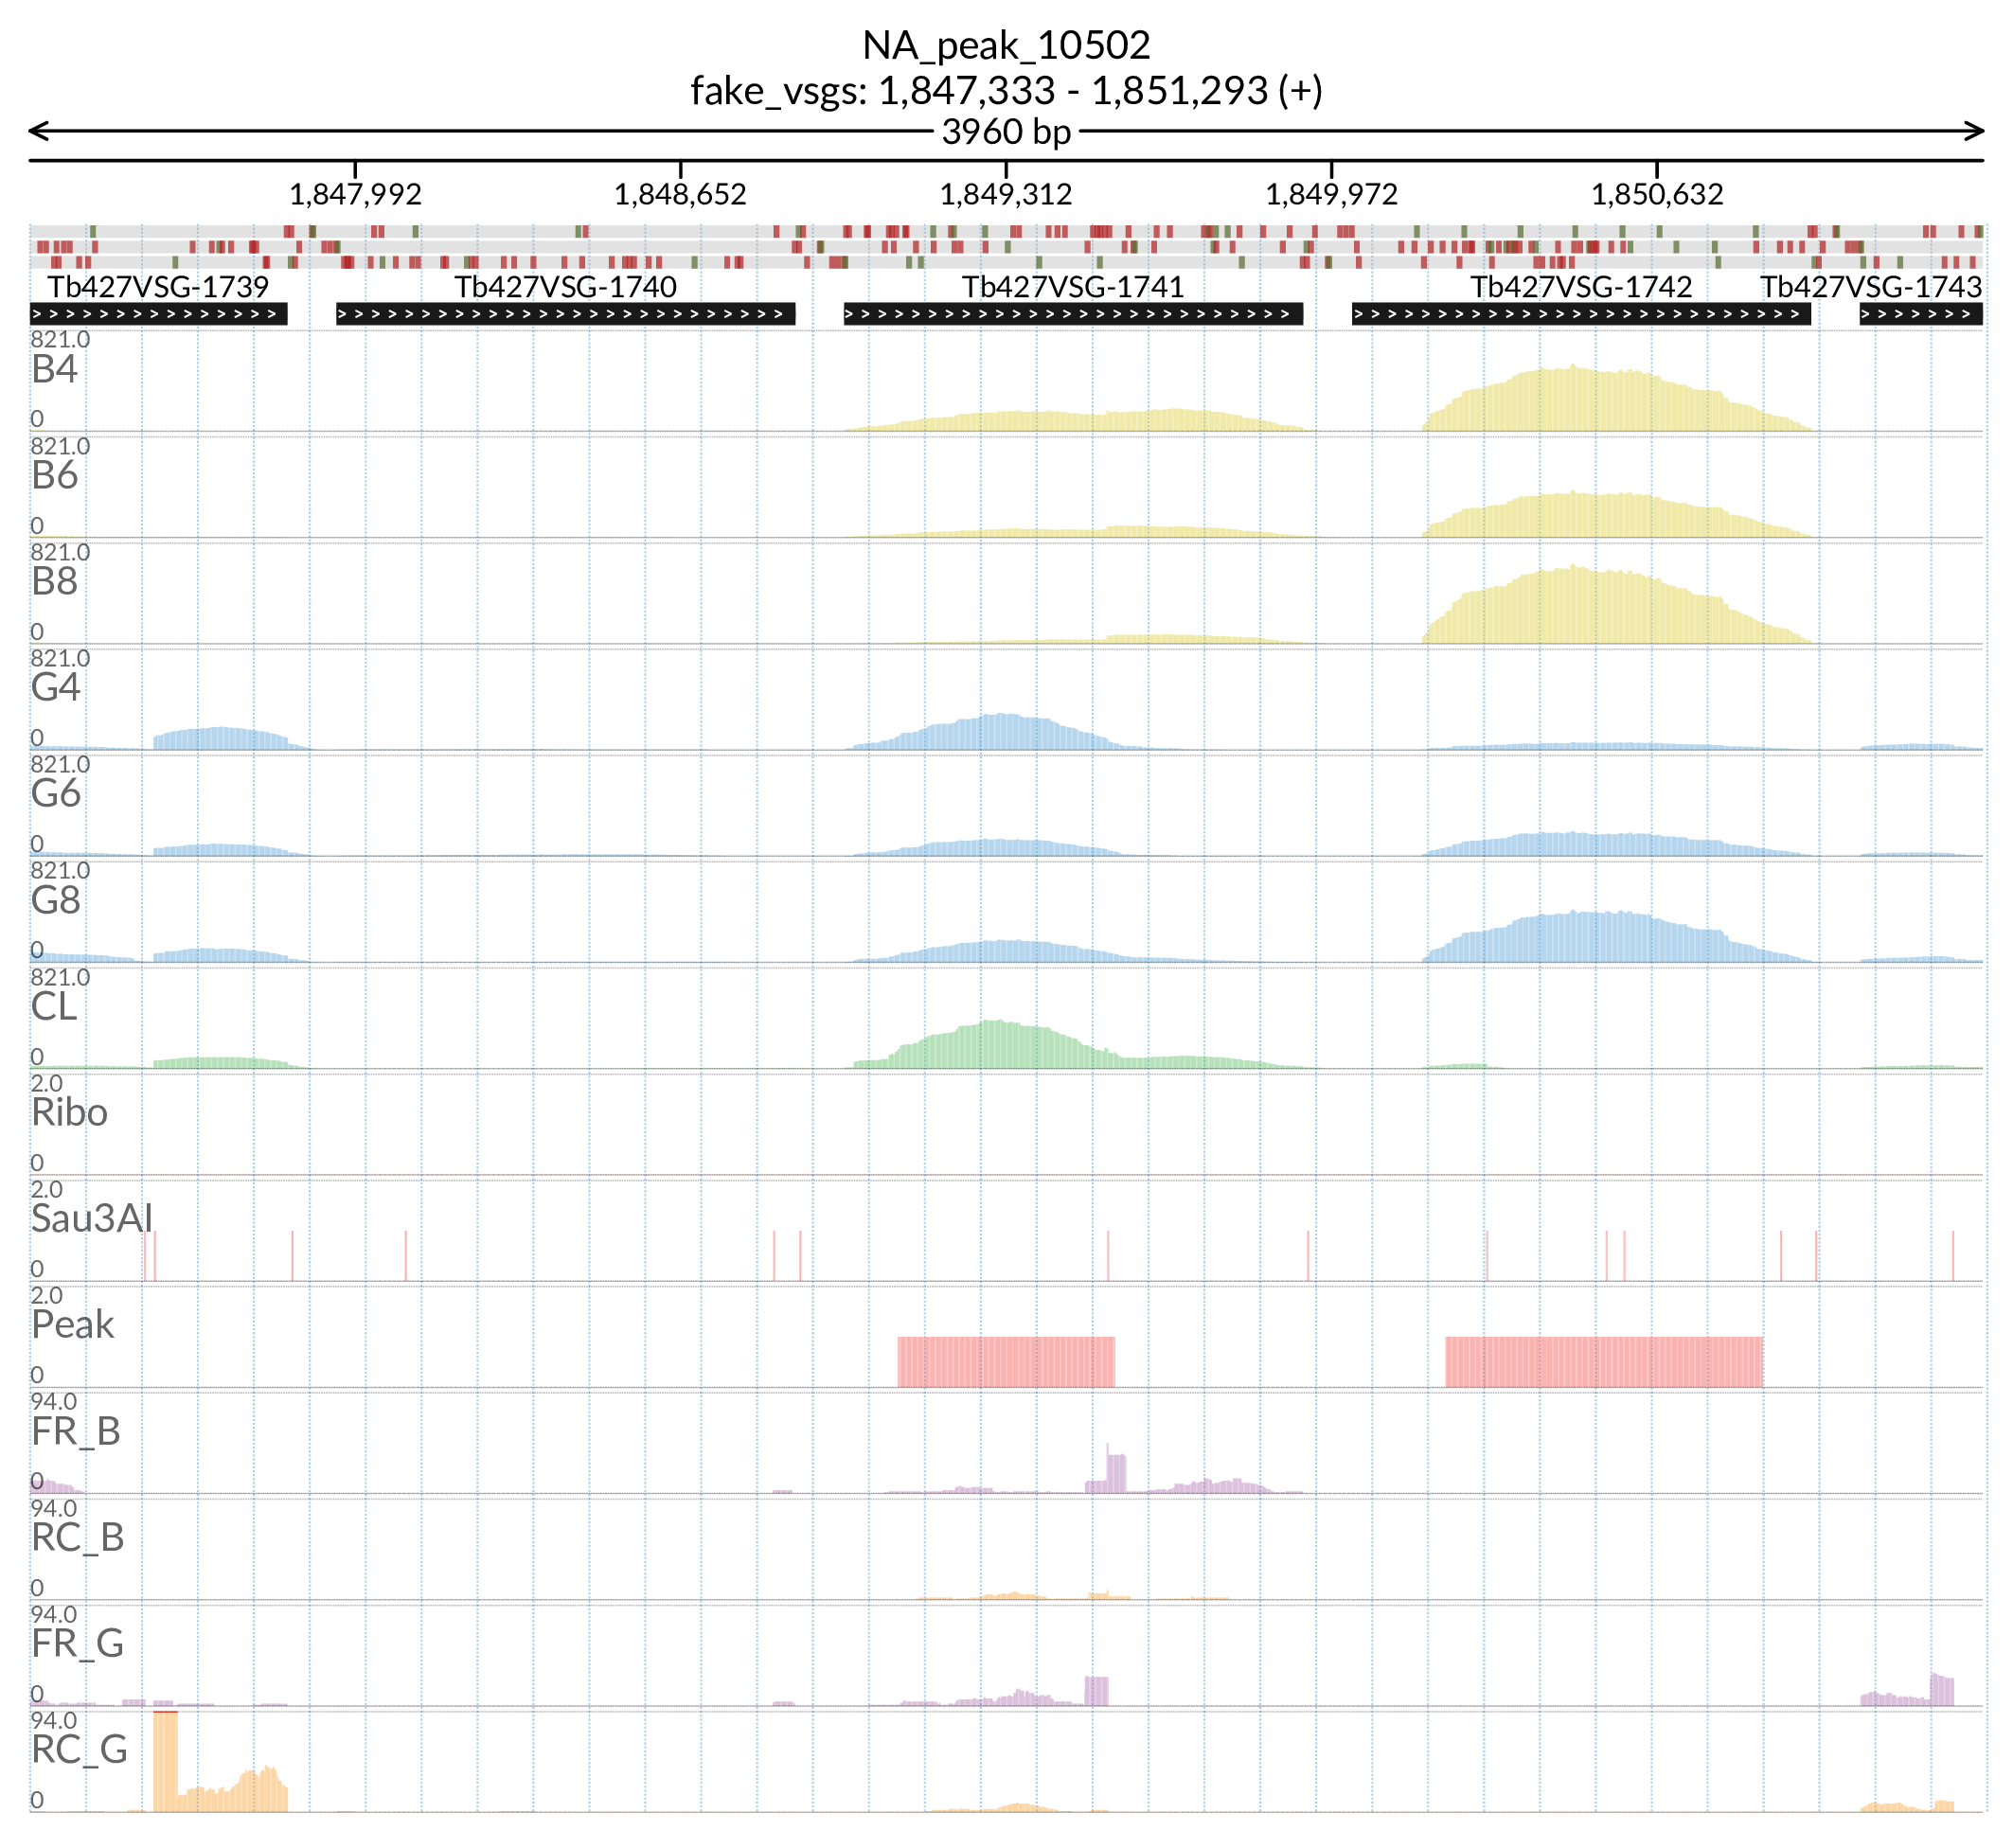 NA_peak_10502
fake_vsgs: 1,847,333 - 1,851,293 (+)
3960 bp
1,847,992 1,848,652 1,849,312 1,849,972 1,850,632
Tb427VSG-1739 Tb427VSG-1740 Tb427VSG-1741 Tb427VSG-1742 Tb427VSG-1743
821.0
B4
0
821.0
B6
0
821.0
B8
0
821.0
G4
0
821.0
G6
0
821.0
G8
0
821.0
CL
0
2.0
Ribo
0
2.0
Sau3AI
0
2.0
Peak
0
94.0
FR_B
0
94.0
RC_B
0
94.0
FR_G
0
94.0
RC_G
0